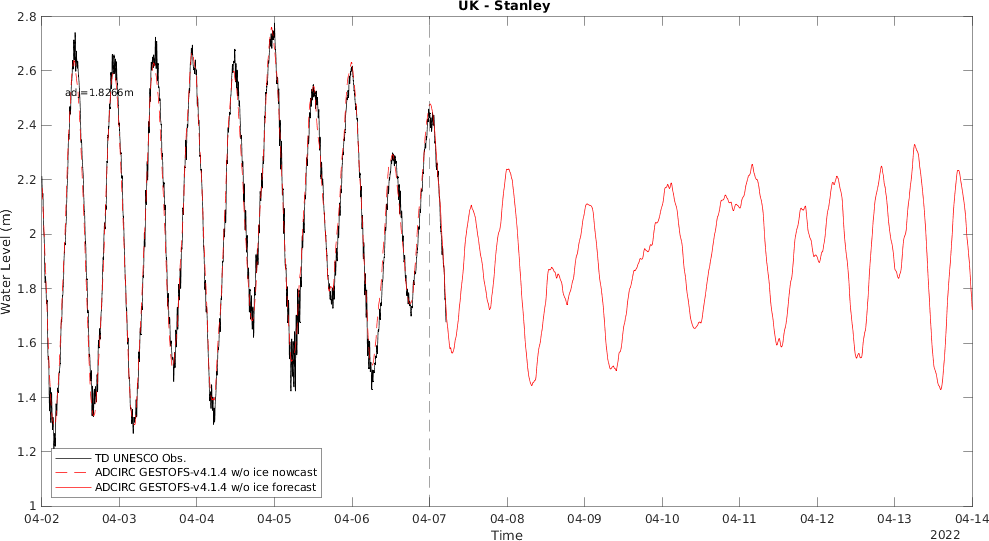 UK - Stanley
2.8
2.6
adj=1.8266m
2.4
2.2
2
1.8
1.6
1.4
1.2
1
Water Level (m)
TD UNESCO Obs.
ADCIRC GESTOFS-v4.1.4 w/o ice nowcast
ADCIRC GESTOFS-v4.1.4 w/o ice forecast
04-02 04-03 04-04 04-05 04-06 04-07 04-08 04-09 04-10 04-11 04-12 04-13 04-14
Time
2022